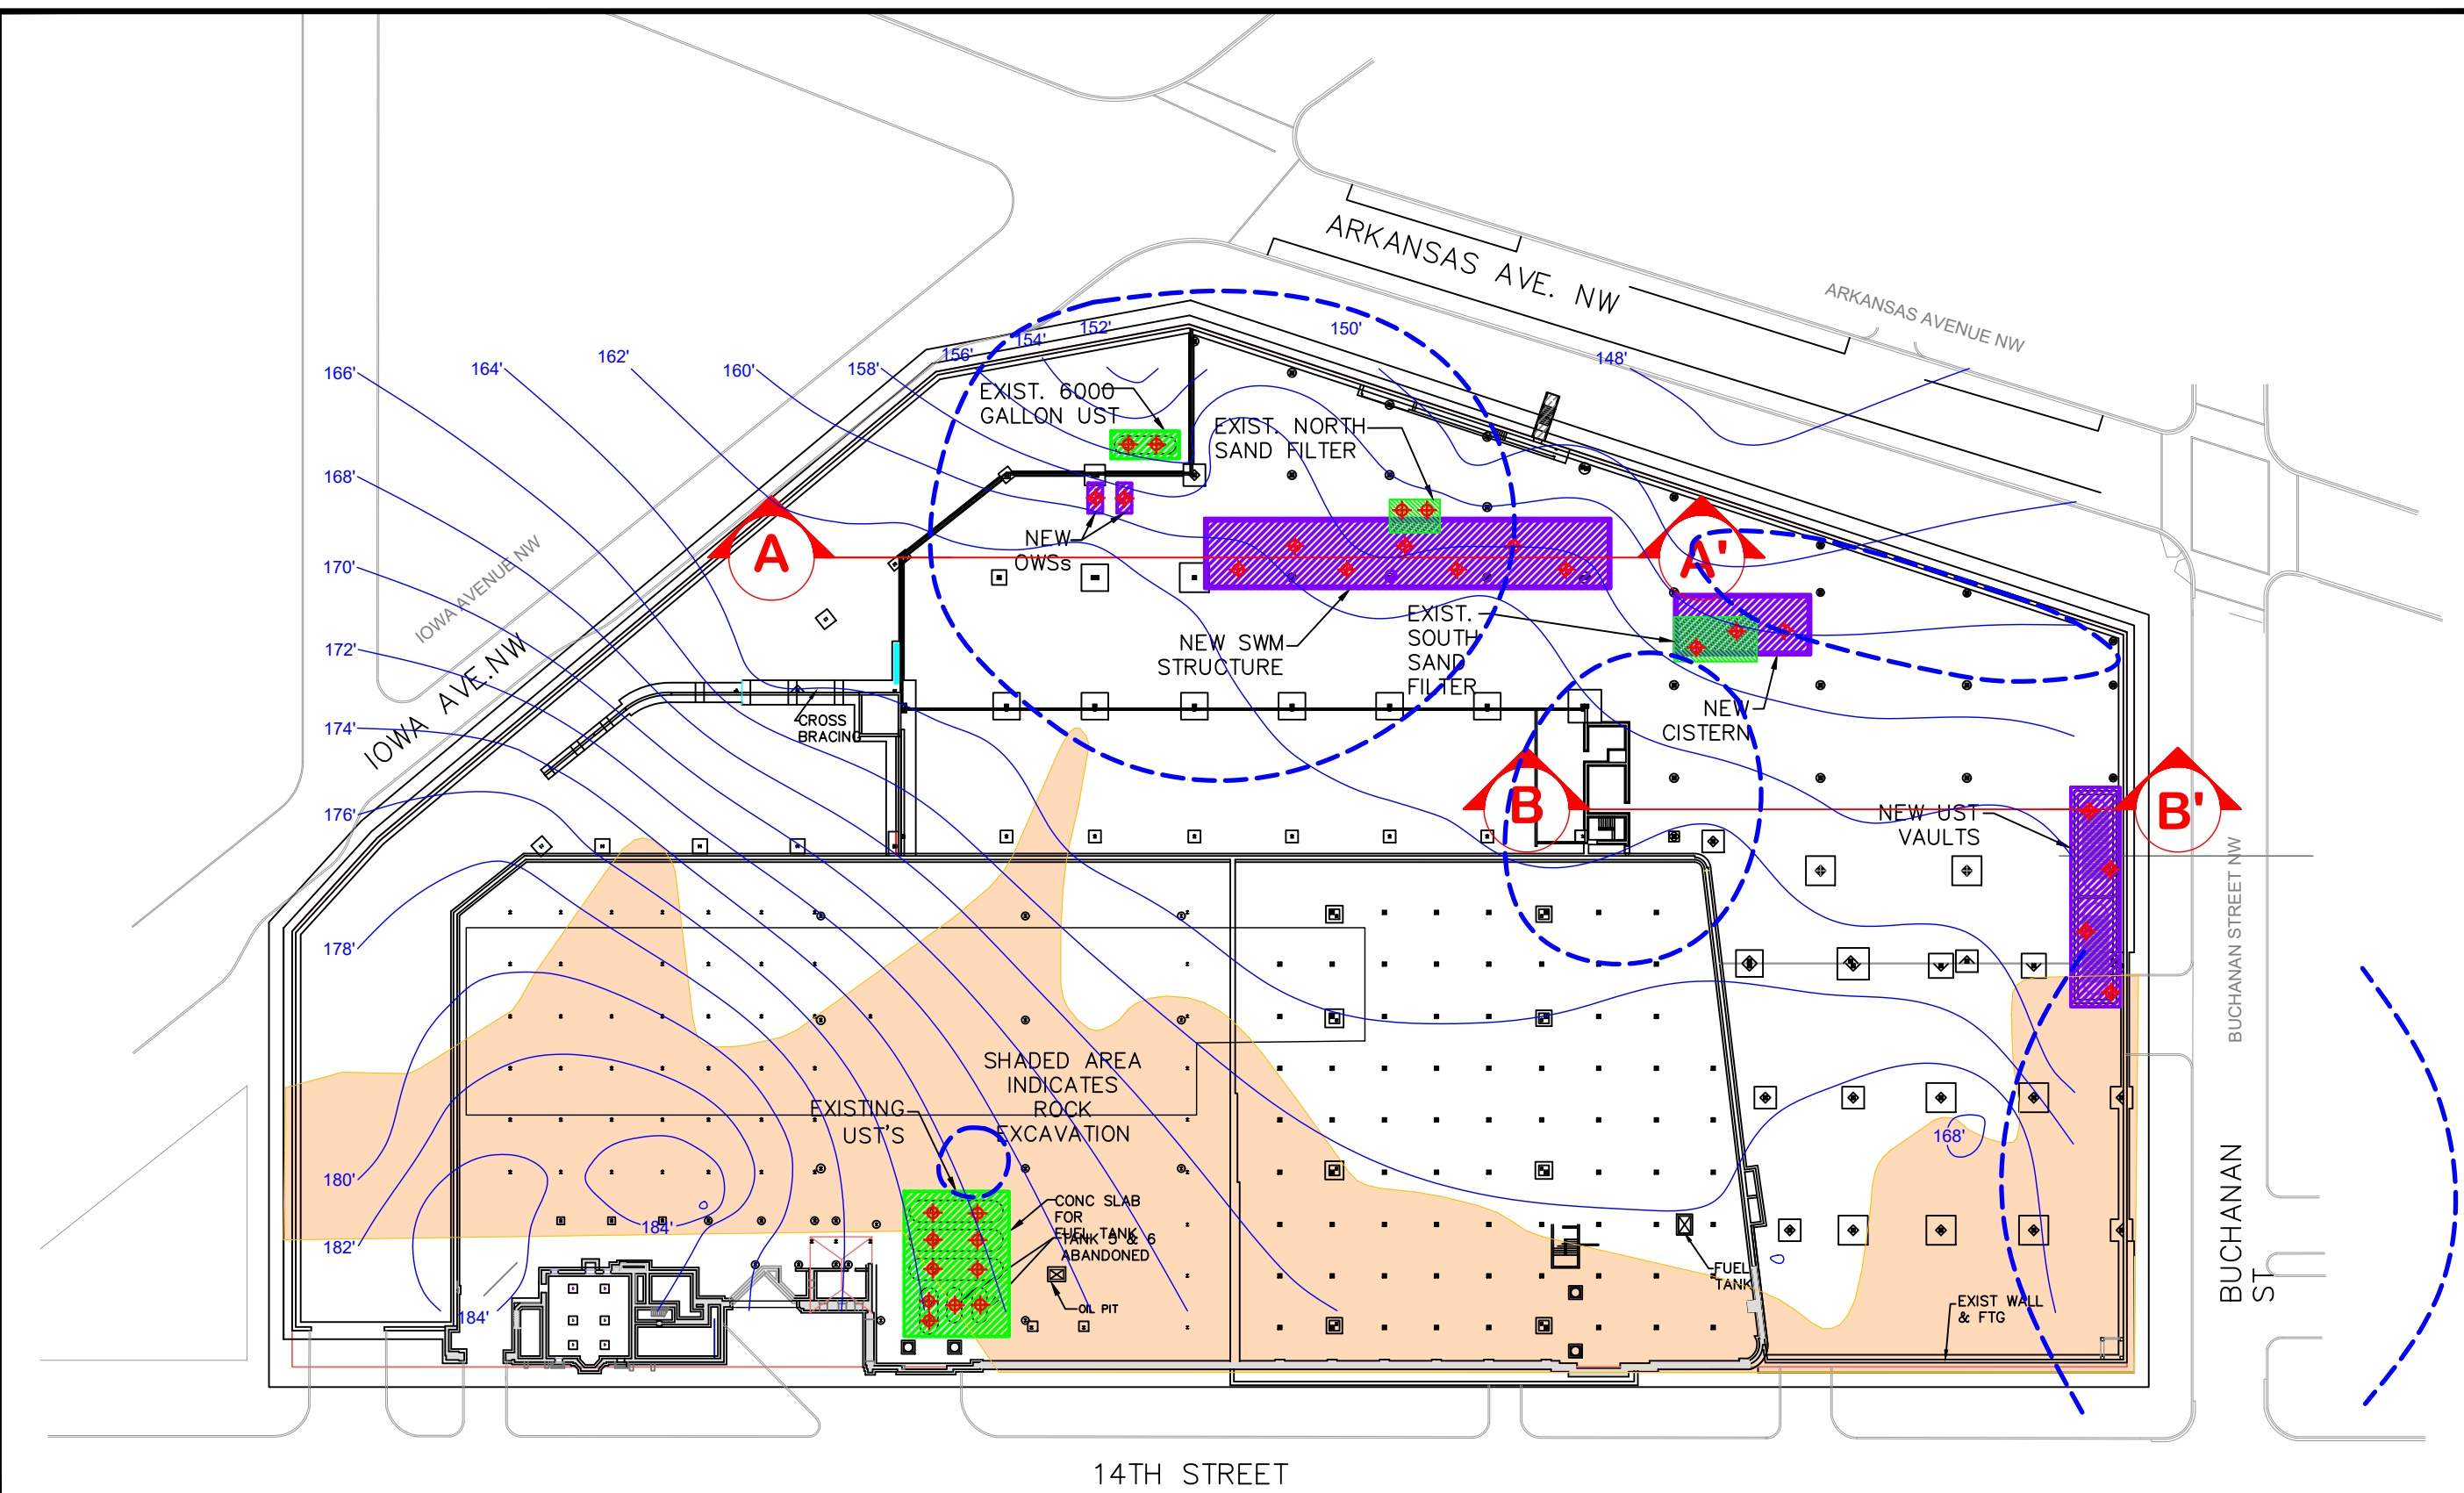 ARKANSAS AVE. NW
ARKANSAS AVENUE NW
152'
150'
154'
156'
148'
162'
164'
160'
158'
166'
EXIST. 6000
GALLON UST
EXIST. NORTH
SAND FILTER
168'
A
NEW
OWSs
A'
170'
IOWA AVENUE NW
IOWA AVE.NW
172'
NEW SWM
STRUCTURE
EXIST.
SOUTH
SAND
FILTER
NEW
CISTERN
174'
CROSS
BRACING
176'
B
NEW UST
VAULTS
B'
178'
BUCHANAN STREET NW
SHADED AREA
INDICATES
ROCK
EXCAVATION
EXISTING
UST'S
168'
180'
CONC SLAB
FOR
FUEL TANK
TANK 5 & 6
ABANDONED
184'
182'
OIL PIT
FUEL
TANK
184'
EXIST WALL
& FTG
BUCHANAN
ST
14TH STREET